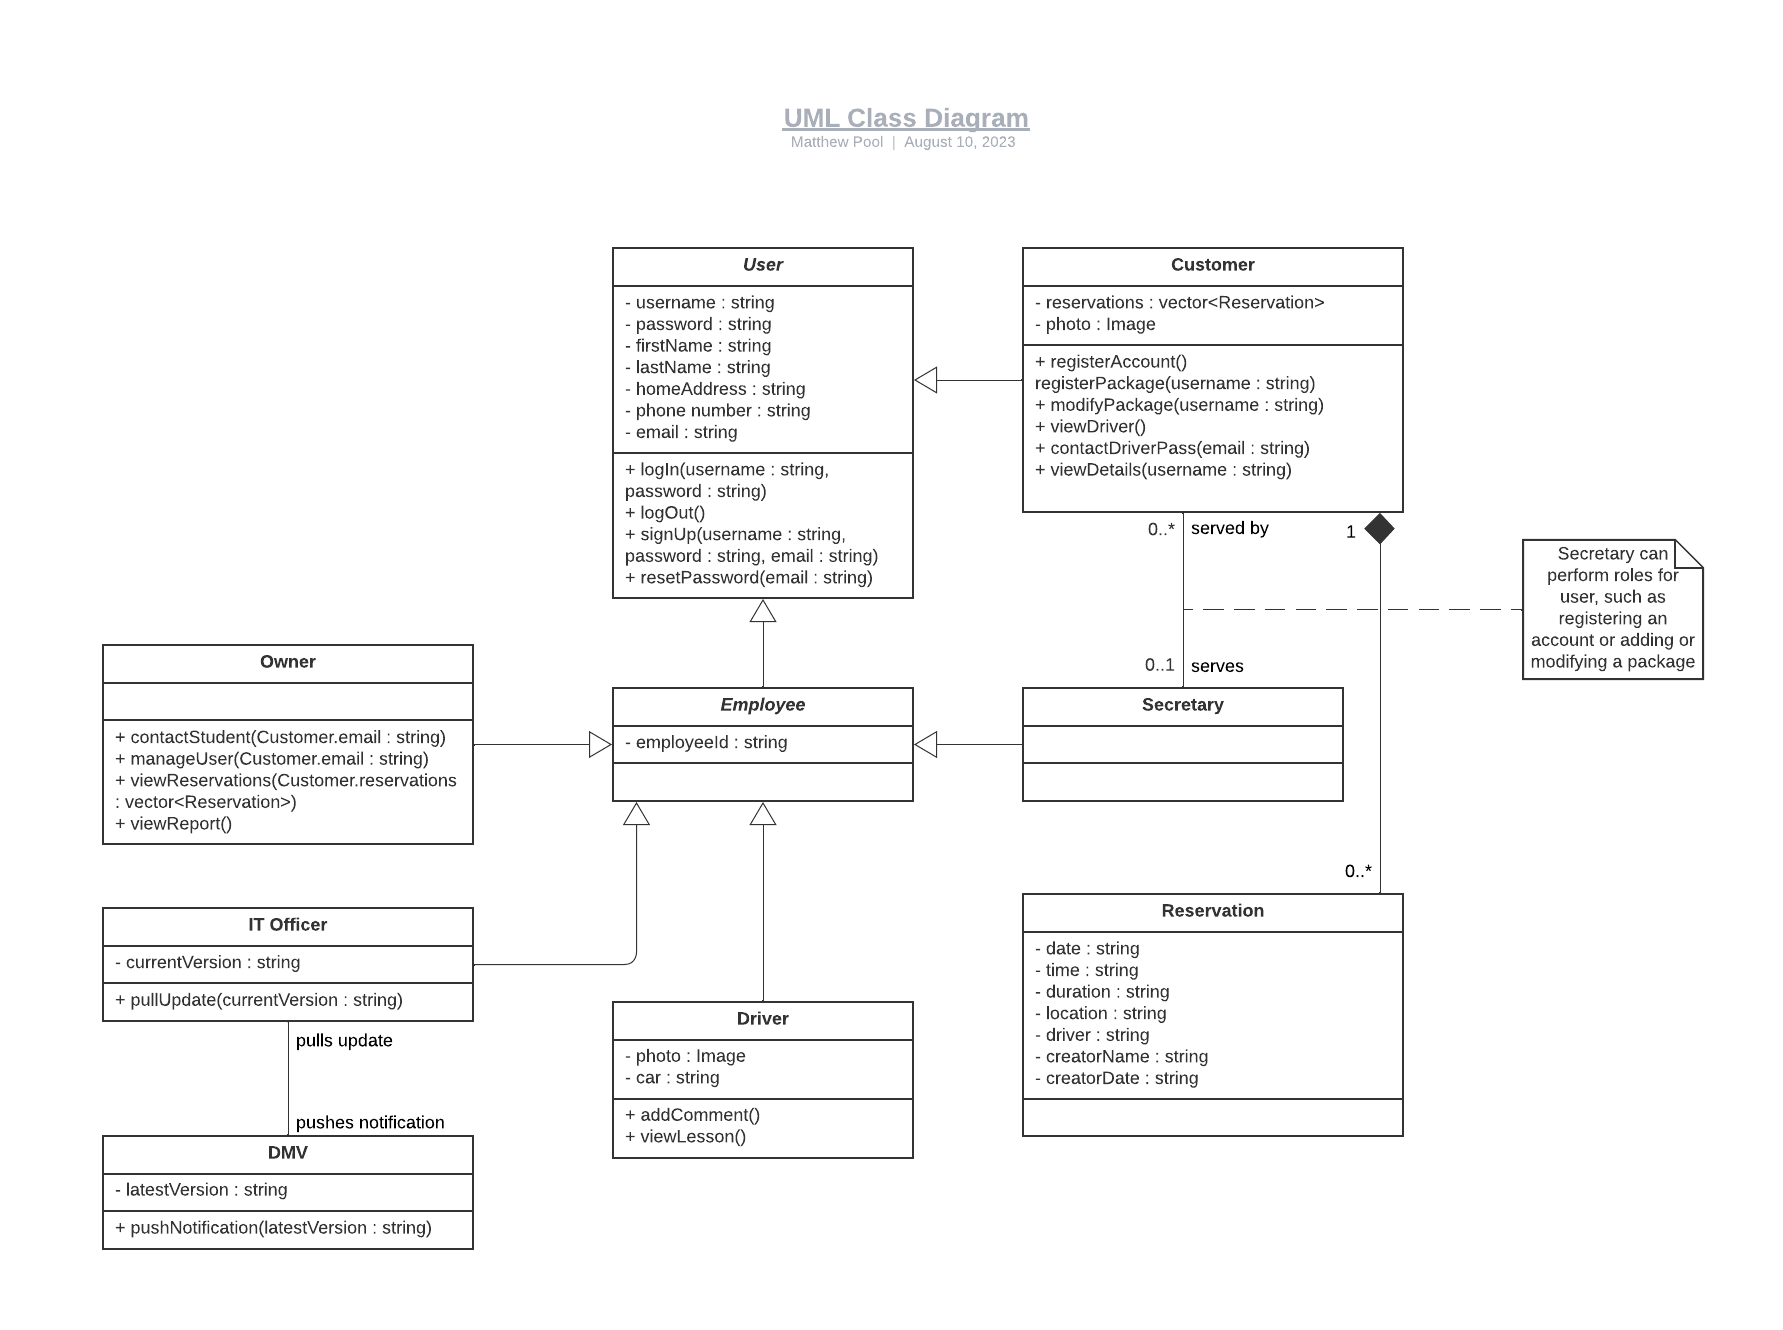 UML Class Diagram
Matthew Pool | August 10, 2023
User
- username : string
- password : string
- firstName : string
- lastName : string
- homeAddress : string
- phone number : string
- email : string
+ logIn(username : string,
password : string)
+ logOut()
+ signUp(username : string,
password : string, email : string)
+ resetPassword(email : string)
Customer
- reservations : vector<Reservation>
- photo : Image
+ registerAccount()
registerPackage(username : string)
+ modifyPackage(username : string)
+ viewDriver()
+ contactDriverPass(email : string)
+ viewDetails(username : string)
0..* served by
1
Secretary can
perform roles for
user, such as
registering an
account or adding or
modifying a package
0..1 serves
Owner
+ contactStudent(Customer.email : string)
+ manageUser(Customer.email : string)
+ viewReservations(Customer.reservations
: vector<Reservation>)
+ viewReport()
Employee
- employeeId : string
Secretary
0..*
IT Officer
- currentVersion : string
+ pullUpdate(currentVersion : string)
pulls update
pushes notification
DMV
- latestVersion : string
+ pushNotification(latestVersion : string)
Driver
- photo : Image
- car : string
+ addComment()
+ viewLesson()
Reservation
- date : string
- time : string
- duration : string
- location : string
- driver : string
- creatorName : string
- creatorDate : string